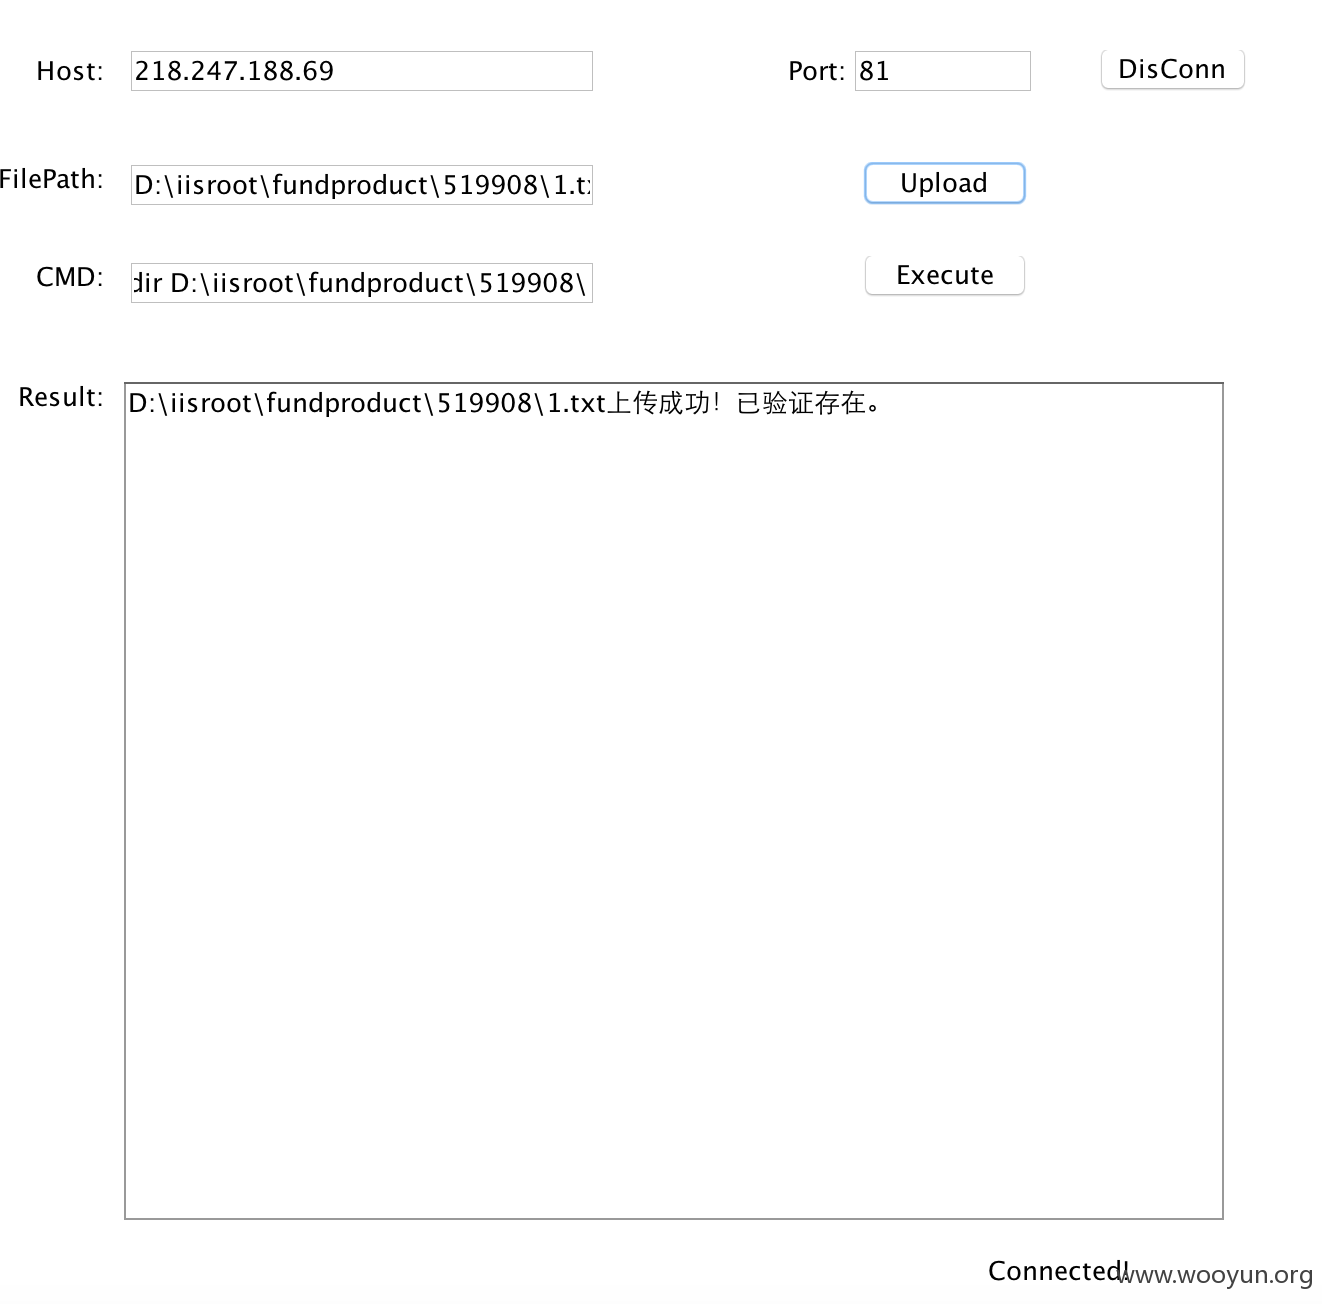 Host: 218.247.188.69 Port: 81 DisConn
FilePath: D:\iisroot\fundproduct\519908\1.t Upload
CMD: dir D:\iisroot\fundproduct\519908\ Execute
Result: D:\iisroot\fundproduct\519908\1.txt上传成功！已验证存在。
Connected!
www.wooyun.org